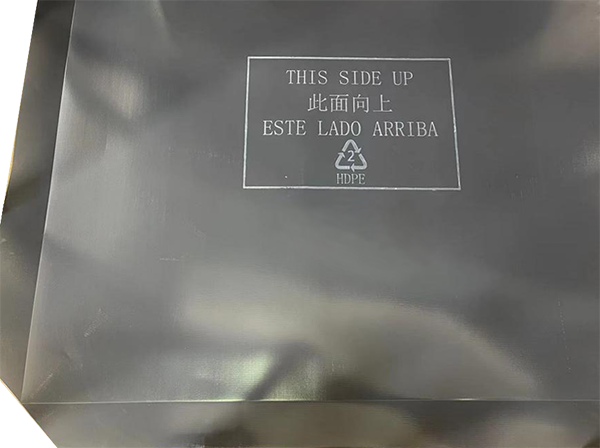 THIS SIDE UP
此面向上
ESTE LADO ARRIBA
2
HDPE